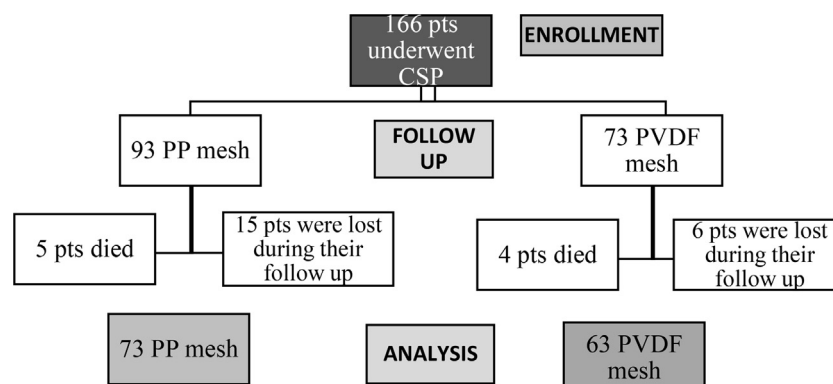 166 pts
underwent
CSP
ENROLLMENT
93 PP mesh
FOLLOW
UP
73 PVDF
mesh
5 pts died
15 pts were lost
during their
follow up
4 pts died
6 pts were lost
during their
follow up
73 PP mesh
ANALYSIS
63 PVDF
mesh